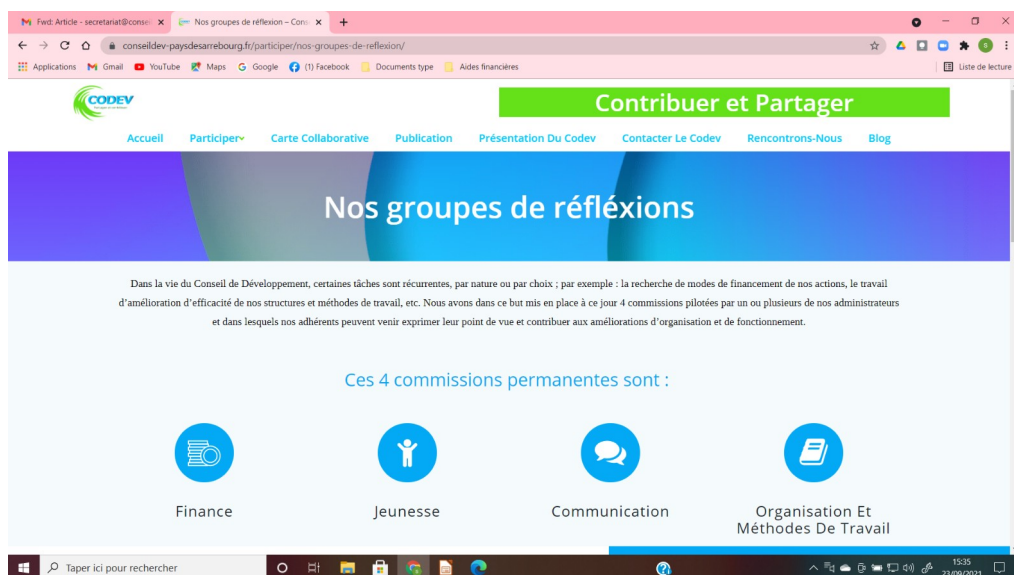 Fwd: Article - secretariat@conseil
Nos groupes de réflexion – Cons
conseildev-paysdesarrebourg.fr/participer/nos-groupes-de-reflexion/
Applications Gmail YouTube Maps Google (1) Facebook Documents type Aides financières Liste de lecture
CODEV
Contribuer et Partager
Accueil Participer Carte Collaborative Publication Présentation Du Codev Contacter Le Codev Rencontrons-Nous Blog
Nos groupes de réfléxions
Dans la vie du Conseil de Développement, certaines tâches sont récurrentes, par nature ou par choix ; par exemple : la recherche de modes de financement de nos actions, le travail
d’amélioration d’efficacité de nos structures et méthodes de travail, etc. Nous avons dans ce but mis en place à ce jour 4 commissions pilotées par un ou plusieurs de nos administrateurs
et dans lesquels nos adhérents peuvent venir exprimer leur point de vue et contribuer aux améliorations d’organisation et de fonctionnement.
Ces 4 commissions permanentes sont :
Finance
Jeunesse
Communication
Organisation Et
Méthodes De Travail
Taper ici pour rechercher
15:35
23/09/2021